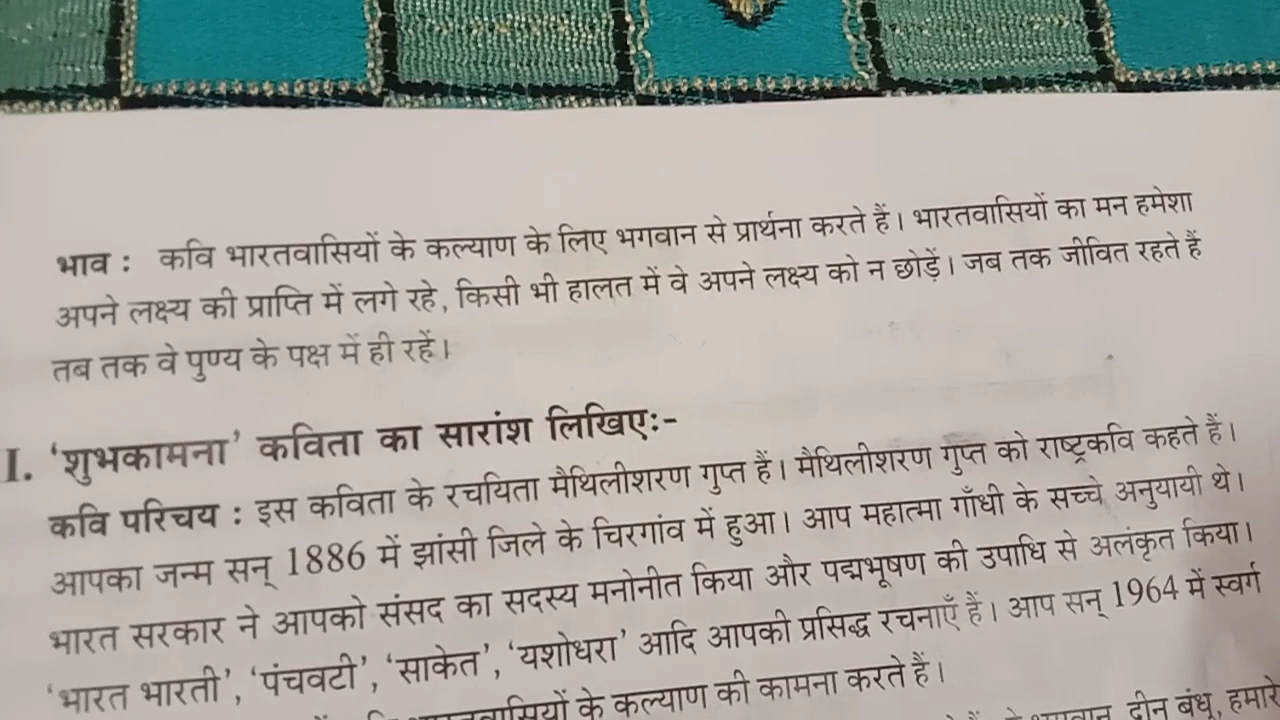 भाव : कवि भारतवासियों के कल्याण के लिए भगवान से प्रार्थना करते हैं। भारतवासियों का मन हमेशा
अपने लक्ष्य की प्राप्ति में लगे रहे, किसी भी हालत में वे अपने लक्ष्य को न छोड़ें। जब तक जीवित रहते हैं
तब तक वे पुण्य के पक्ष में ही रहें।
I. ‘शुभकामना’ कविता का सारांश लिखिए:-
कवि परिचय : इस कविता के रचयिता मैथिलीशरण गुप्त हैं। मैथिलीशरण गुप्त को राष्ट्रकवि कहते हैं।
आपका जन्म सन् 1886 में झांसी जिले के चिरगांव में हुआ। आप महात्मा गाँधी के सच्चे अनुयायी थे।
भारत सरकार ने आपको संसद का सदस्य मनोनीत किया और पद्मभूषण की उपाधि से अलंकृत किया।
‘भारत भारती’, ‘पंचवटी’, ‘साकेत’, ‘यशोधरा’ आदि आपकी प्रसिद्ध रचनाएँ हैं। आप सन् 1964 में स्वर्ग
के कल्याण की कामना करते हैं।
दीन बंधु, हमारे